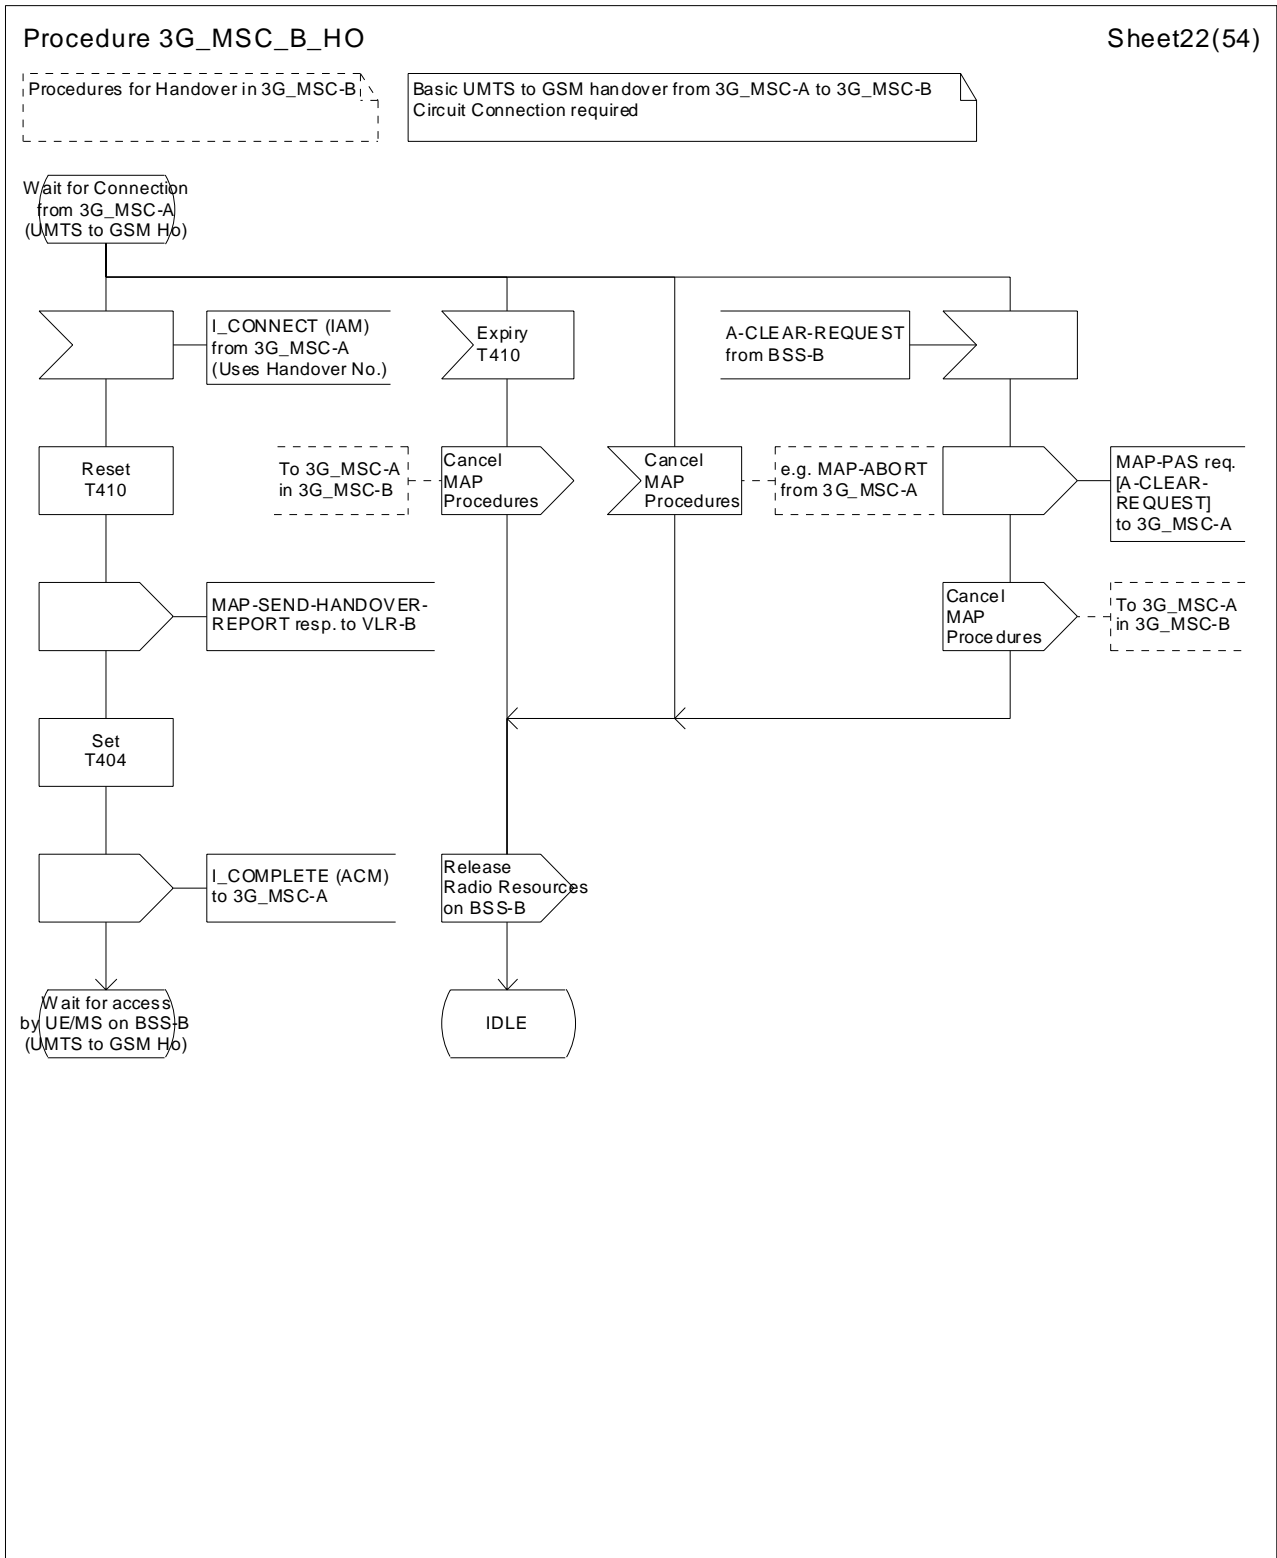 Procedure 3G_MSC_B_HO
Sheet22(54)
Procedures for Handover in 3G_MSC-B
Basic UMTS to GSM handover from 3G_MSC-A to 3G_MSC-B
Circuit Connection required
Wait for Connection
from 3G_MSC-A
(UMTS to GSM Ho)
I_CONNECT (IAM)
from 3G_MSC-A
(Uses Handover No.)
Expiry
T410
A-CLEAR-REQUEST
from BSS-B
Reset
T410
To 3G_MSC-A
in 3G_MSC-B
Cancel
MAP
Procedures
Cancel
MAP
Procedures
e.g. MAP-ABORT
from 3G_MSC-A
MAP-PAS req.
[A-CLEAR-
REQUEST]
to 3G_MSC-A
MAP-SEND-HANDOVER-
REPORT resp. to VLR-B
Cancel
MAP
Procedures
To 3G_MSC-A
in 3G_MSC-B
Set
T404
I_COMPLETE (ACM)
to 3G_MSC-A
Release
Radio Resources
on BSS-B
Wait for access
by UE/MS on BSS-B
(UMTS to GSM Ho)
IDLE